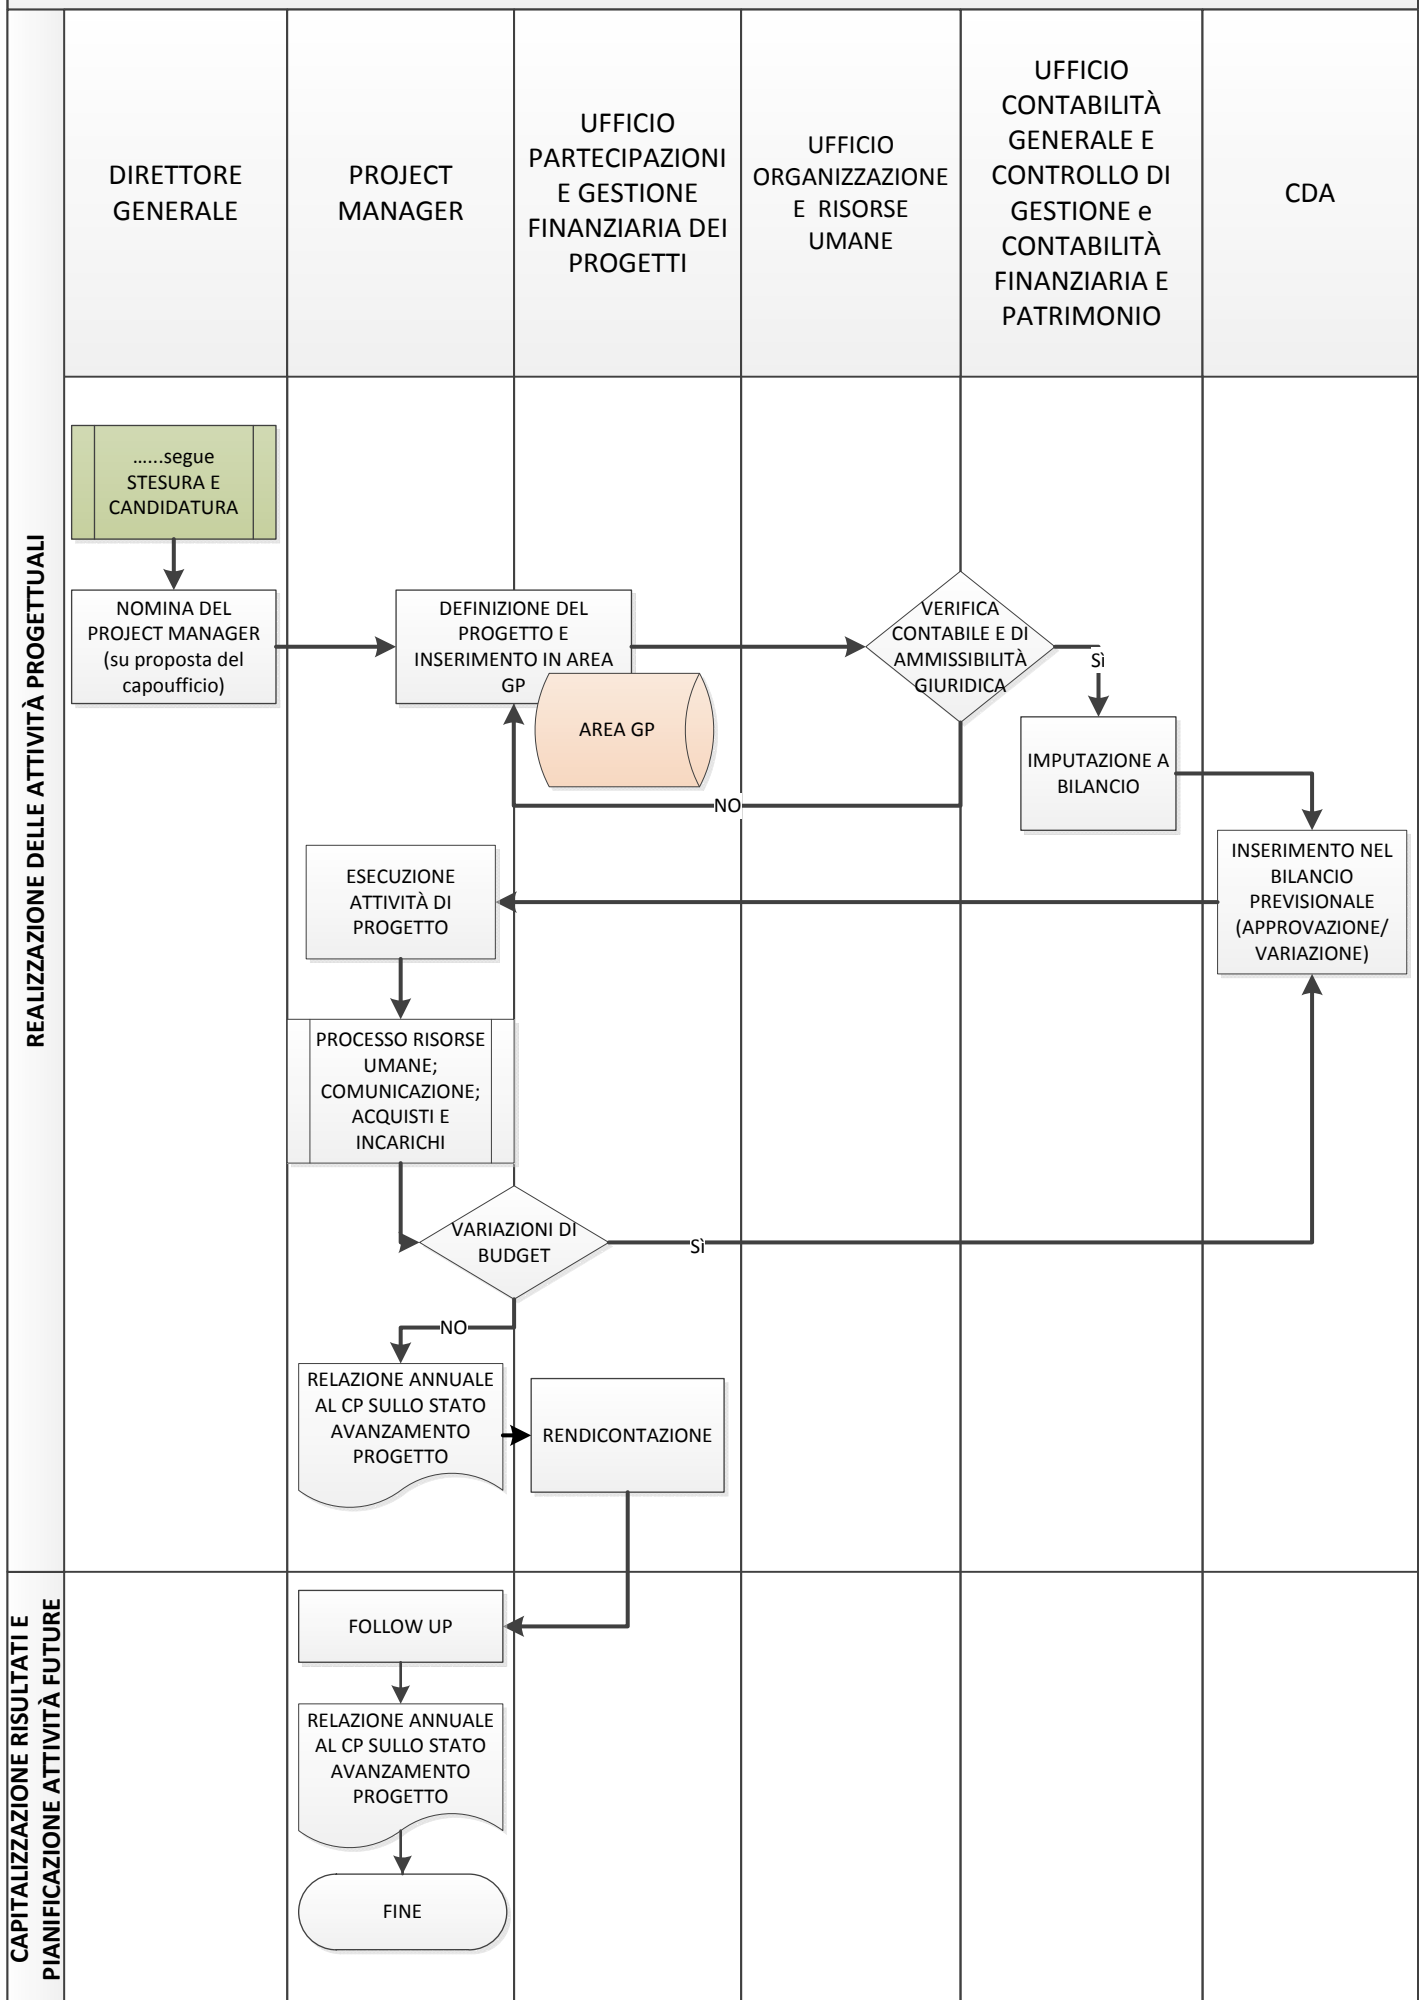 DIRETTORE
GENERALE
PROJECT
MANAGER
UFFICIO
PARTECIPAZIONI
E GESTIONE
FINANZIARIA DEI
PROGETTI
UFFICIO
ORGANIZZAZIONE
E RISORSE
UMANE
UFFICIO
CONTABILITÀ
GENERALE E
CONTROLLO DI
GESTIONE e
CONTABILITÀ
FINANZIARIA E
PATRIMONIO
CDA
REALIZZAZIONE DELLE ATTIVITÀ PROGETTUALI
…...segue
STESURA E
CANDIDATURA
NOMINA DEL
PROJECT MANAGER
(su proposta del
capoufficio)
DEFINIZIONE DEL
PROGETTO E
INSERIMENTO IN AREA
GP
AREA GP
VERIFICA
CONTABILE E DI
AMMISSIBILITÀ
GIURIDICA
Sì
NO
IMPUTAZIONE A
BILANCIO
INSERIMENTO NEL
BILANCIO
PREVISIONALE
(APPROVAZIONE/
VARIAZIONE)
ESECUZIONE
ATTIVITÀ DI
PROGETTO
PROCESSO RISORSE
UMANE;
COMUNICAZIONE;
ACQUISTI E
INCARICHI
VARIAZIONI DI
BUDGET
Sì
NO
RELAZIONE ANNUALE
AL CP SULLO STATO
AVANZAMENTO
PROGETTO
RENDICONTAZIONE
CAPITALIZZAZIONE RISULTATI E
PIANIFICAZIONE ATTIVITÀ FUTURE
FOLLOW UP
RELAZIONE ANNUALE
AL CP SULLO STATO
AVANZAMENTO
PROGETTO
FINE